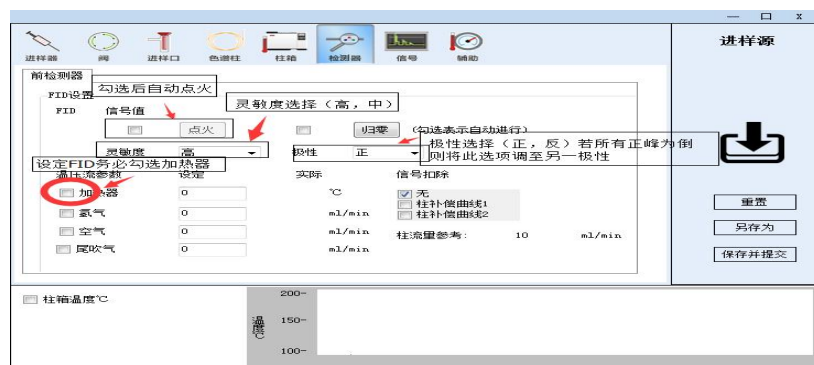 进样器 阀 进样口 色谱柱 柱箱 检测器 信号 辅助
进样源
前检测器
勾选后自动点火
FID设置
灵敏度选择（高，中）
FID 信号值
点火 归零 (勾选表示自动进行)
极性选择（正，反）若所有正峰为倒
则将此选项调至另一极性
灵敏度 高 极性 正
设定FID务必勾选加热器
温压流参数 设定 实际 信号扣除
加热器 0 ℃ 无
柱补偿曲线1
氢气 0 ml/min 柱补偿曲线2
空气 0 ml/min 柱流量参考: 10 ml/min
尾吹气 0 ml/min
重置
另存为
保存并提交
柱箱温度℃
温度℃
200-
150-
100-